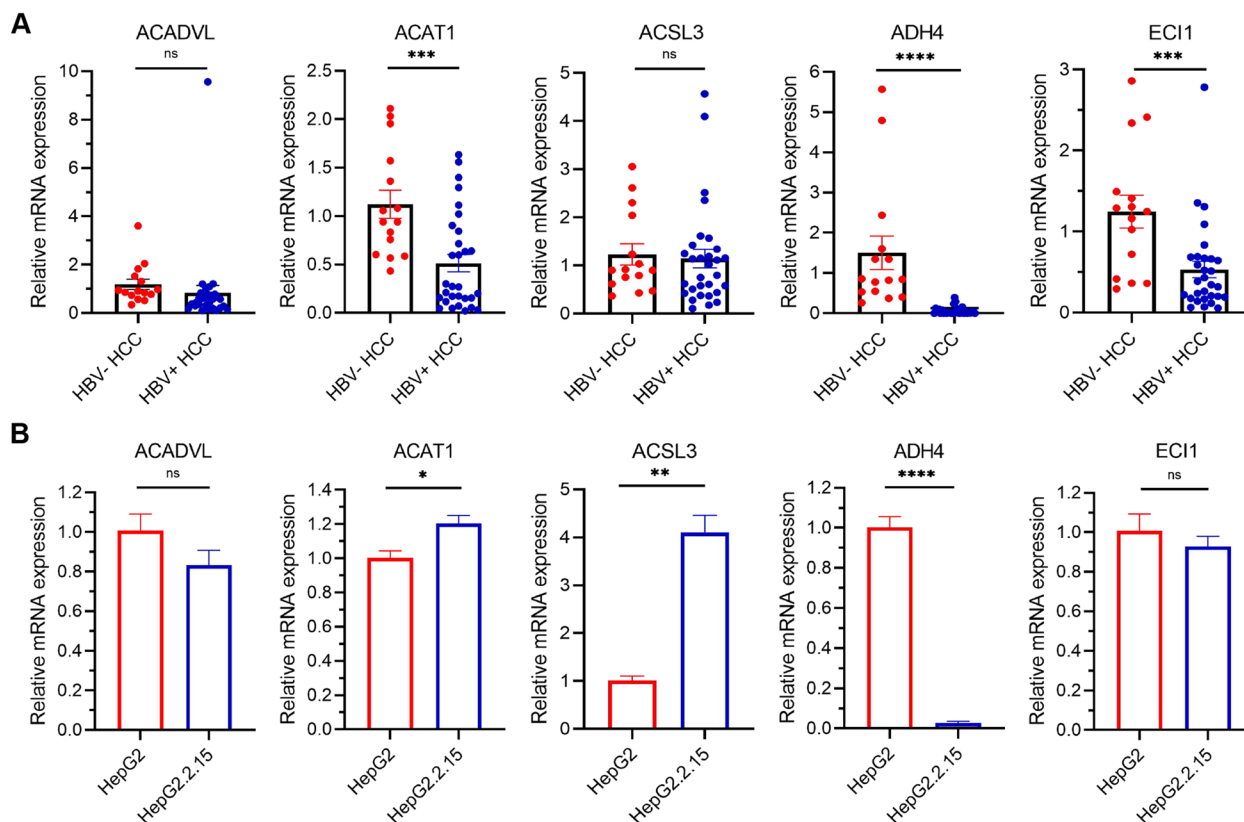 A
ACADVL
ns
Relative mRNA expression
10
8
6
4
2
0
HBV- HCC
HBV+ HCC
ACAT1
***
Relative mRNA expression
2.5
2.0
1.5
1.0
0.5
0.0
HBV- HCC
HBV+ HCC
ACSL3
ns
Relative mRNA expression
5
4
3
2
1
0
HBV- HCC
HBV+ HCC
ADH4
****
Relative mRNA expression
6
5
4
3
2
1
0
HBV- HCC
HBV+ HCC
ECI1
***
Relative mRNA expression
3
2
1
0
HBV- HCC
HBV+ HCC
B
ACADVL
ns
Relative mRNA expression
1.2
1.0
0.8
0.6
0.4
0.2
0.0
HepG2
HepG2.2.15
ACAT1
*
Relative mRNA expression
1.4
1.2
1.0
0.8
0.6
0.4
0.2
0.0
HepG2
HepG2.2.15
ACSL3
**
Relative mRNA expression
5
4
3
2
1
0
HepG2
HepG2.2.15
ADH4
****
Relative mRNA expression
1.2
1.0
0.8
0.6
0.4
0.2
0.0
HepG2
HepG2.2.15
ECI1
ns
Relative mRNA expression
1.2
1.0
0.8
0.6
0.4
0.2
0.0
HepG2
HepG2.2.15